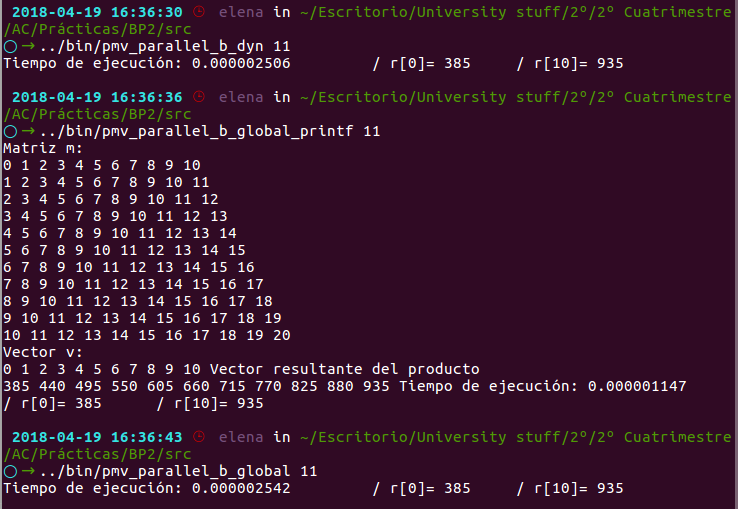 2018-04-19 16:36:30 elena in ~/Escritorio/University stuff/2º/2º Cuatrimestre
/AC/Prácticas/BP2/src
○→../bin/pmv_parallel_b_dyn 11
Tiempo de ejecución: 0.000002506 / r[0]= 385 / r[10]= 935
2018-04-19 16:36:36 elena in ~/Escritorio/University stuff/2º/2º Cuatrimestre
/AC/Prácticas/BP2/src
○→../bin/pmv_parallel_b_global_printf 11
Matriz m:
0 1 2 3 4 5 6 7 8 9 10
1 2 3 4 5 6 7 8 9 10 11
2 3 4 5 6 7 8 9 10 11 12
3 4 5 6 7 8 9 10 11 12 13
4 5 6 7 8 9 10 11 12 13 14
5 6 7 8 9 10 11 12 13 14 15
6 7 8 9 10 11 12 13 14 15 16
7 8 9 10 11 12 13 14 15 16 17
8 9 10 11 12 13 14 15 16 17 18
9 10 11 12 13 14 15 16 17 18 19
10 11 12 13 14 15 16 17 18 19 20
Vector v:
0 1 2 3 4 5 6 7 8 9 10 Vector resultante del producto
385 440 495 550 605 660 715 770 825 880 935 Tiempo de ejecución: 0.000001147
/ r[0]= 385 / r[10]= 935
2018-04-19 16:36:43 elena in ~/Escritorio/University stuff/2º/2º Cuatrimestre
/AC/Prácticas/BP2/src
○→../bin/pmv_parallel_b_global 11
Tiempo de ejecución: 0.000002542 / r[0]= 385 / r[10]= 935